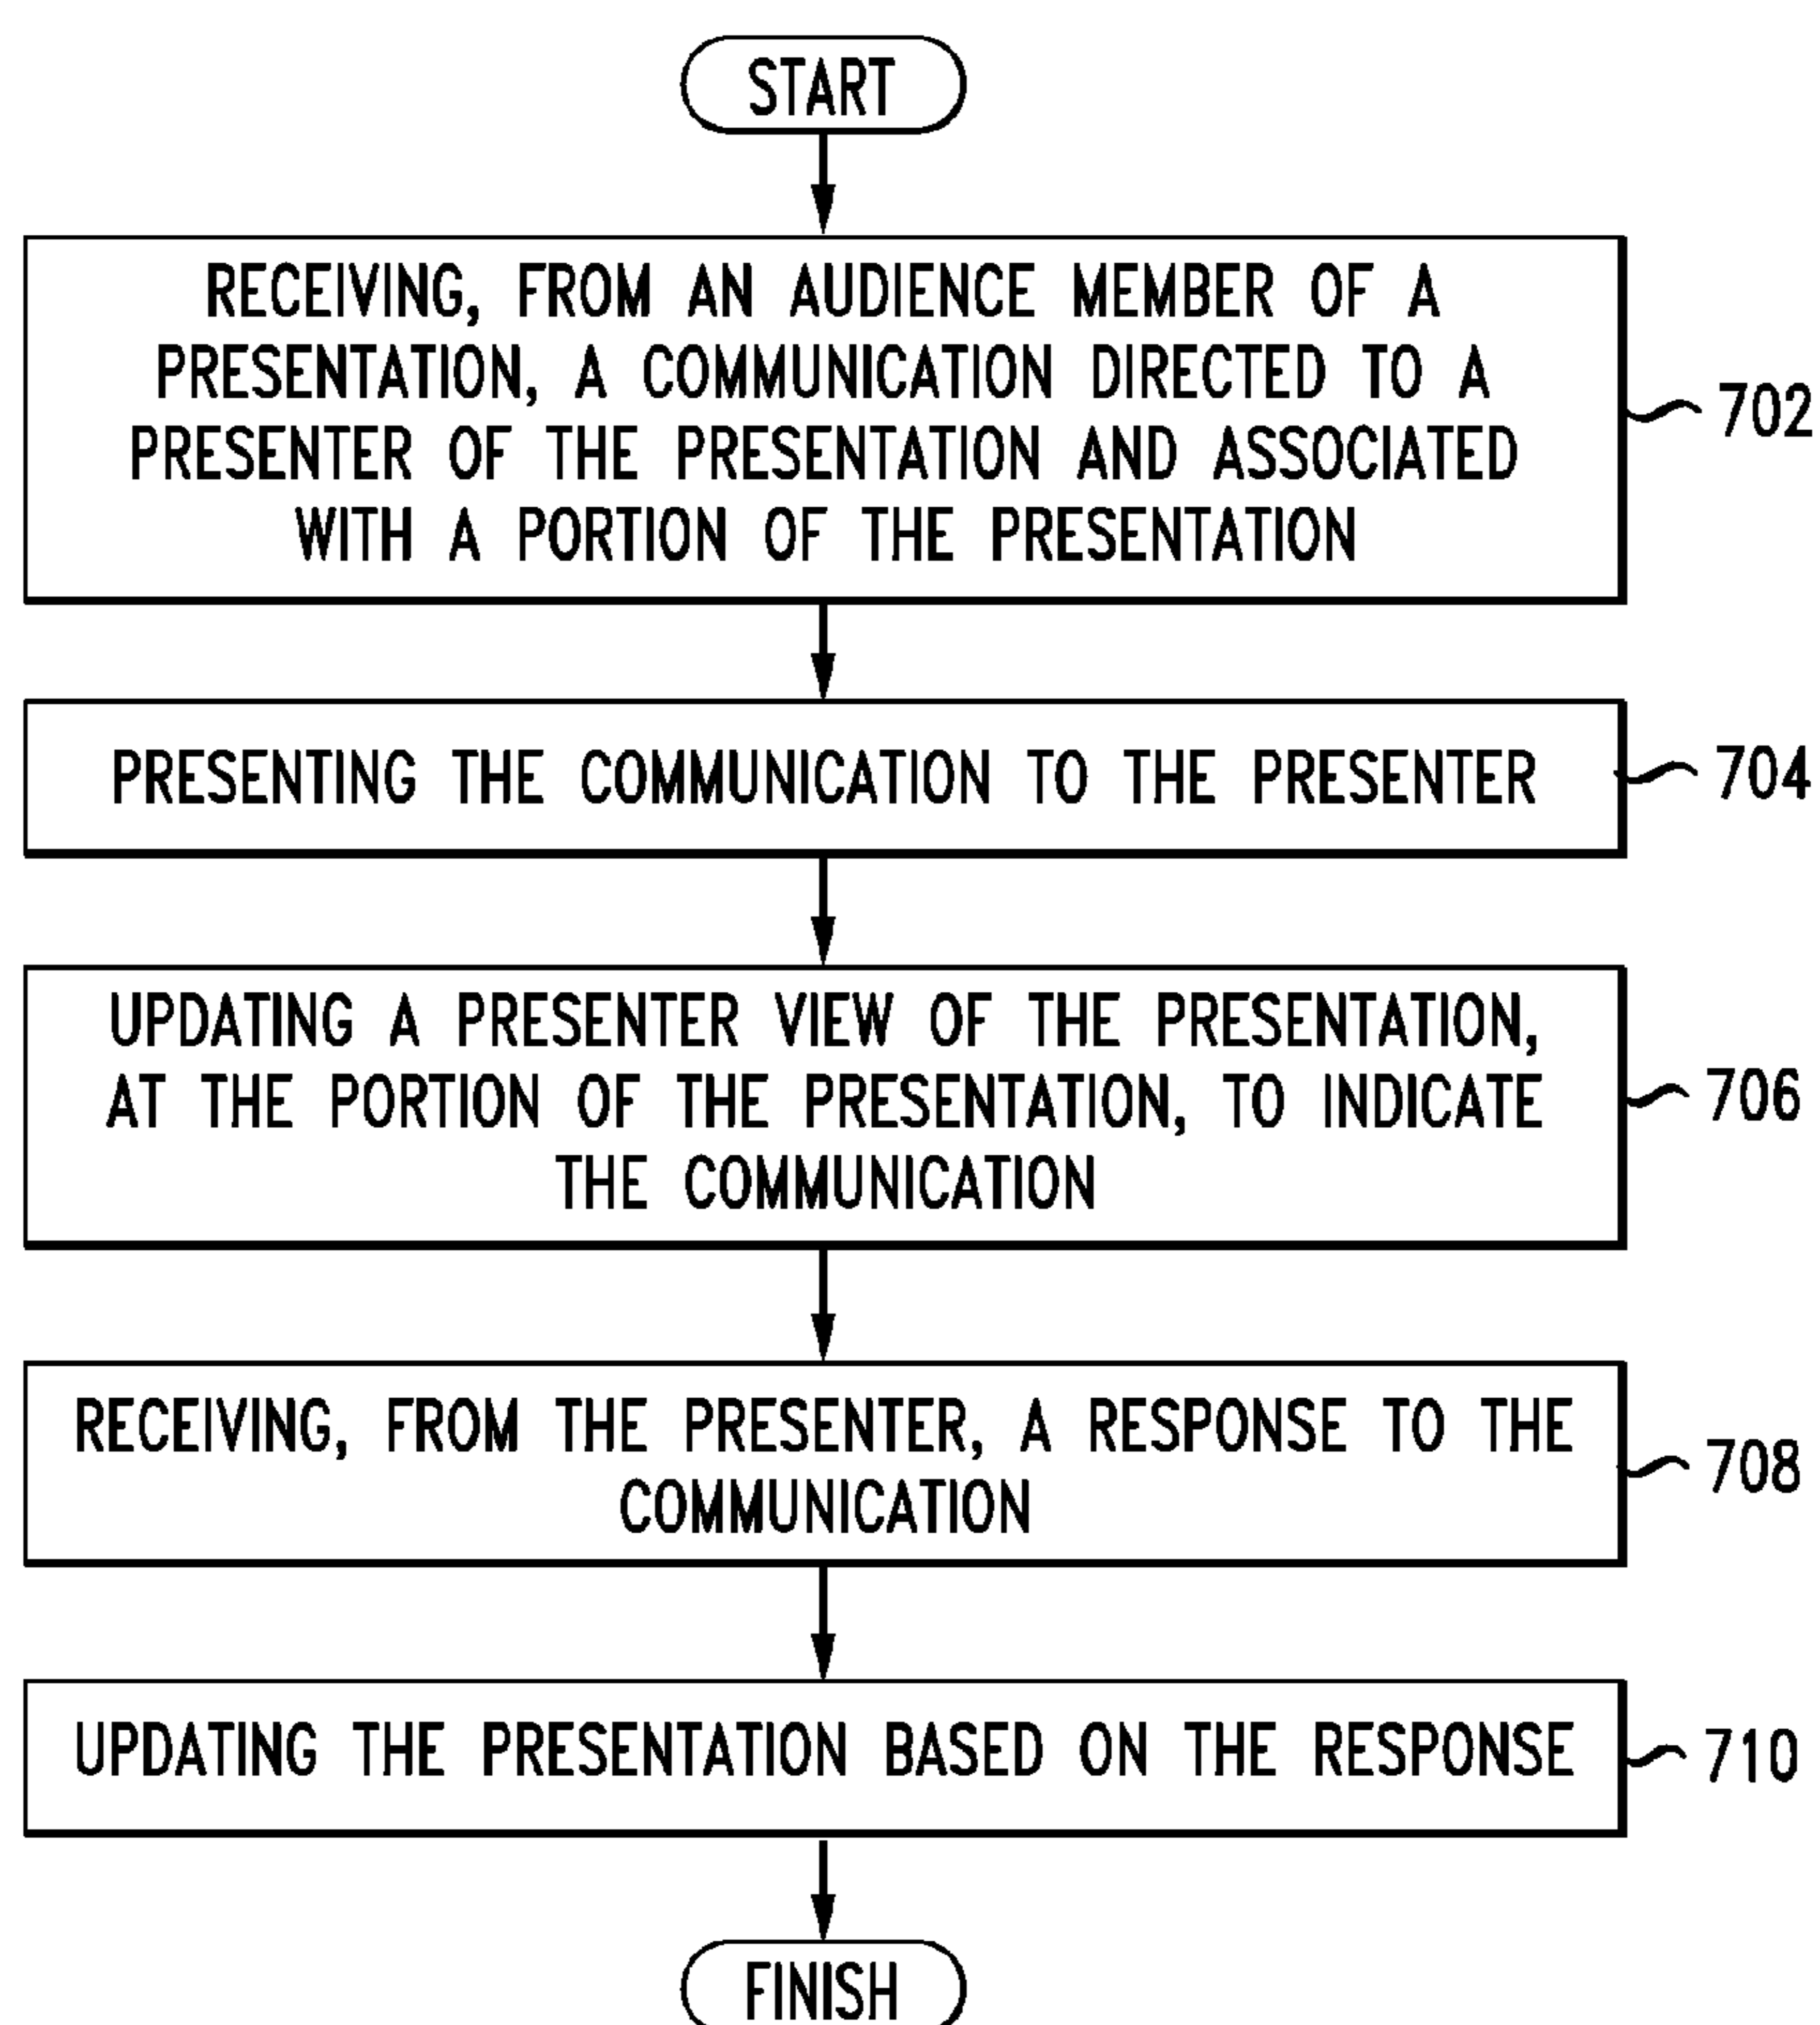 START
RECEIVING, FROM AN AUDIENCE MEMBER OF A
PRESENTATION, A COMMUNICATION DIRECTED TO A
PRESENTER OF THE PRESENTATION AND ASSOCIATED
WITH A PORTION OF THE PRESENTATION
702
PRESENTING THE COMMUNICATION TO THE PRESENTER
704
UPDATING A PRESENTER VIEW OF THE PRESENTATION,
AT THE PORTION OF THE PRESENTATION, TO INDICATE
THE COMMUNICATION
706
RECEIVING, FROM THE PRESENTER, A RESPONSE TO THE
COMMUNICATION
708
UPDATING THE PRESENTATION BASED ON THE RESPONSE
710
FINISH